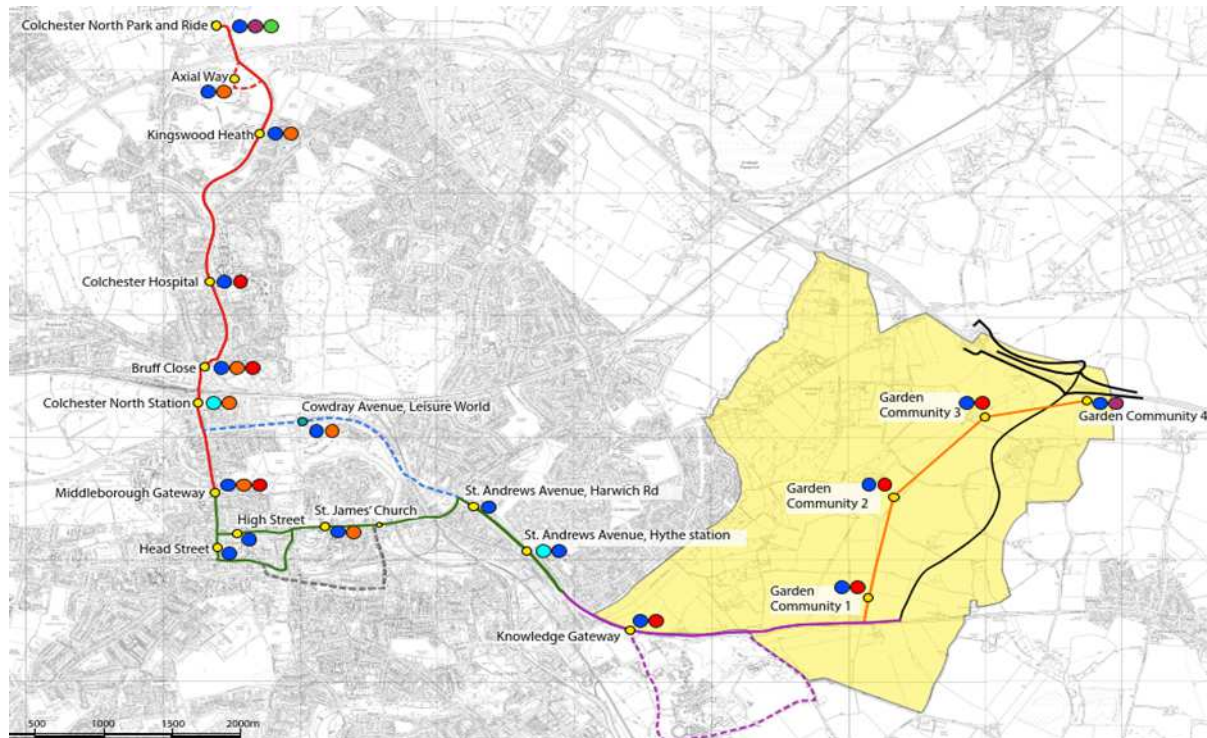 Colchester North Park and Ride
Axial Way
Kingswood Heath
Colchester Hospital
Bruff Close
Colchester North Station
Cowdray Avenue, Leisure World
Garden
Community 3
Garden Community 4
Middleborough Gateway
St. Andrews Avenue, Harwich Rd
Garden
Community 2
High Street
St. James' Church
Head Street
St. Andrews Avenue, Hythe station
Garden
Community 1
Knowledge Gateway
500
1000
2000m